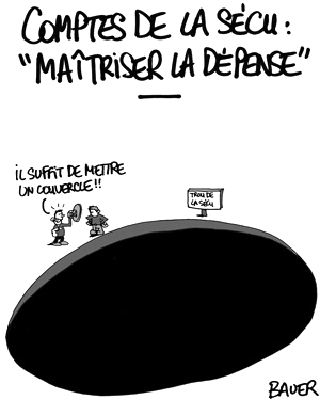 COMPTES DE LA SÉCU :
"MAÎTRISER LA DÉPENSE"
IL SUFFIT DE METTRE
UN COUVERCLE !!
TROU DE
LA SÉCU
BAUER